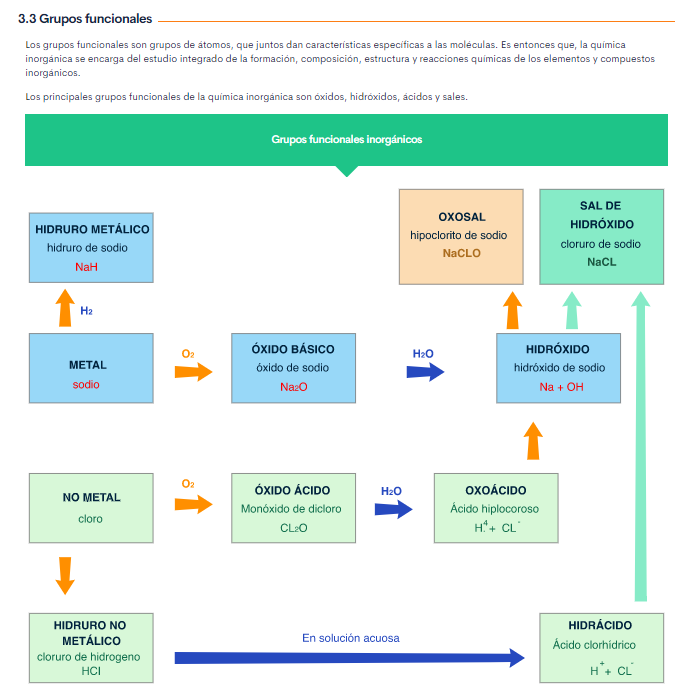 3.3 Grupos funcionales
Los grupos funcionales son grupos de átomos, que juntos dan características específicas a las moléculas. Es entonces que, la química
inorgánica se encarga del estudio integrado de la formación, composición, estructura y reacciones químicas de los elementos y compuestos
inorgánicos.
Los principales grupos funcionales de la química inorgánica son óxidos, hidróxidos, ácidos y sales.
Grupos funcionales inorgánicos
OXOSAL
hipoclorito de sodio
NaCLO
SAL DE
HIDRÓXIDO
cloruro de sodio
NaCL
HIDRURO METÁLICO
hidruro de sodio
NaH
H2
METAL
sodio
O2
ÓXIDO BÁSICO
óxido de sodio
Na2O
H2O
HIDRÓXIDO
hidróxido de sodio
Na + OH
NO METAL
cloro
O2
ÓXIDO ÁCIDO
Monóxido de dicloro
CL2O
H2O
OXOÁCIDO
Ácido hiplocoroso
H.4+ CL-
HIDRURO NO
METÁLICO
cloruro de hidrogeno
HCl
En solución acuosa
HIDRÁCIDO
Ácido clorhídrico
H++ CL-